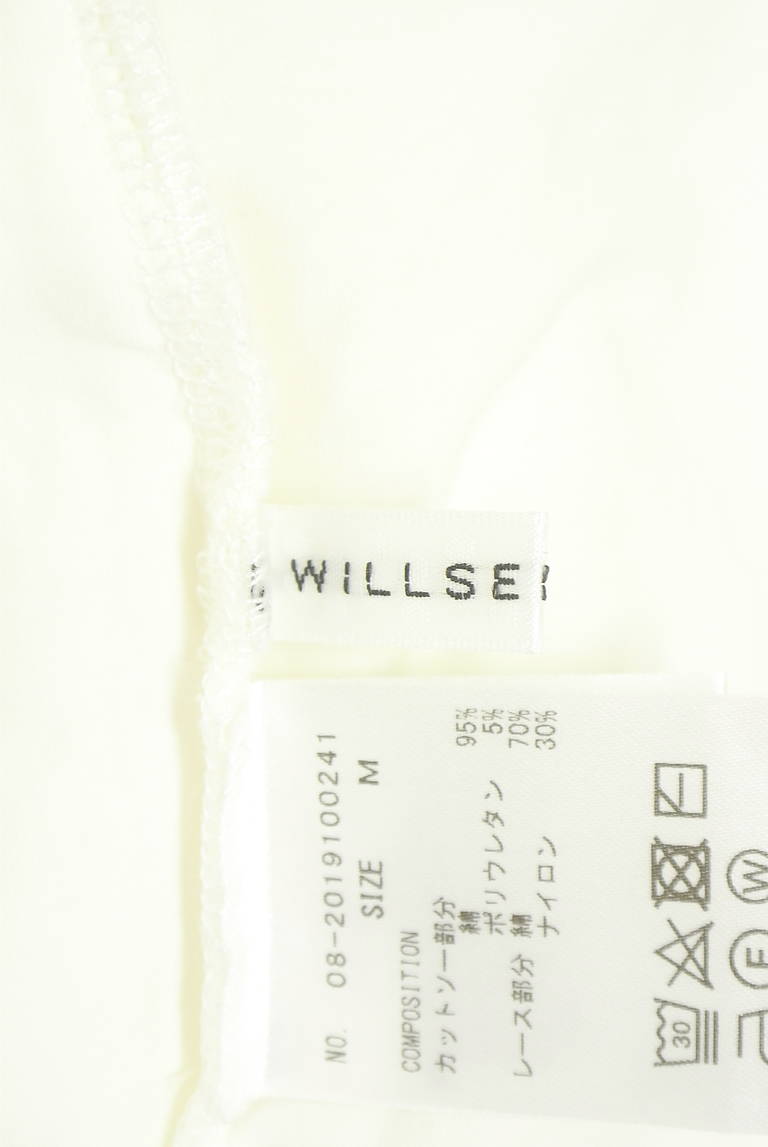 WILLSE
NO. 08-2019100241
SIZE M
COMPOSITION
カットソー部分
綿 95%
ポリウレタン 5%
レース部分 綿 70%
ナイロン 30%
30
F W